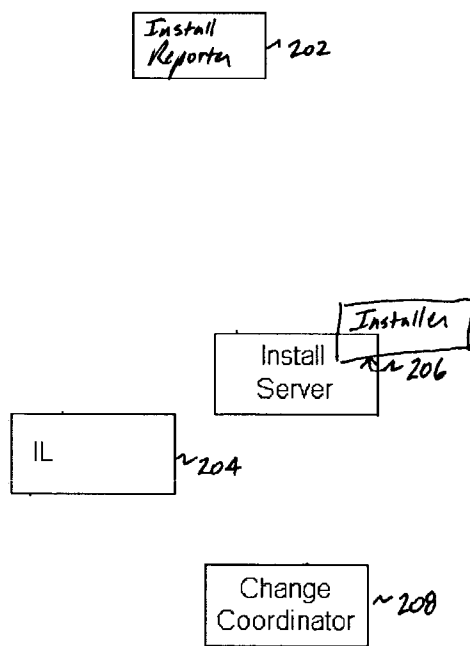 Install
Reporter
202
Installer
Install
Server
206
IL
204
Change
Coordinator
208